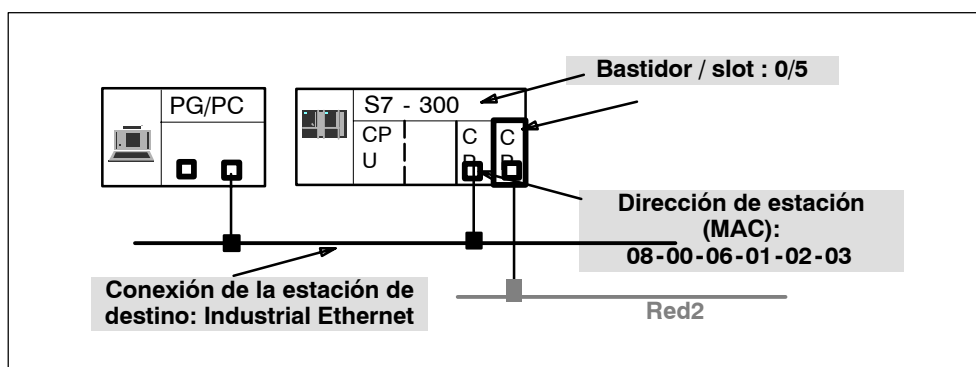 Bastidor / slot : 0/5
PG/PC
S7 - 300
CP
U
C
P
C
P
Dirección de estación
(MAC):
08-00-06-01-02-03
Conexión de la estación de
destino: Industrial Ethernet
Red2